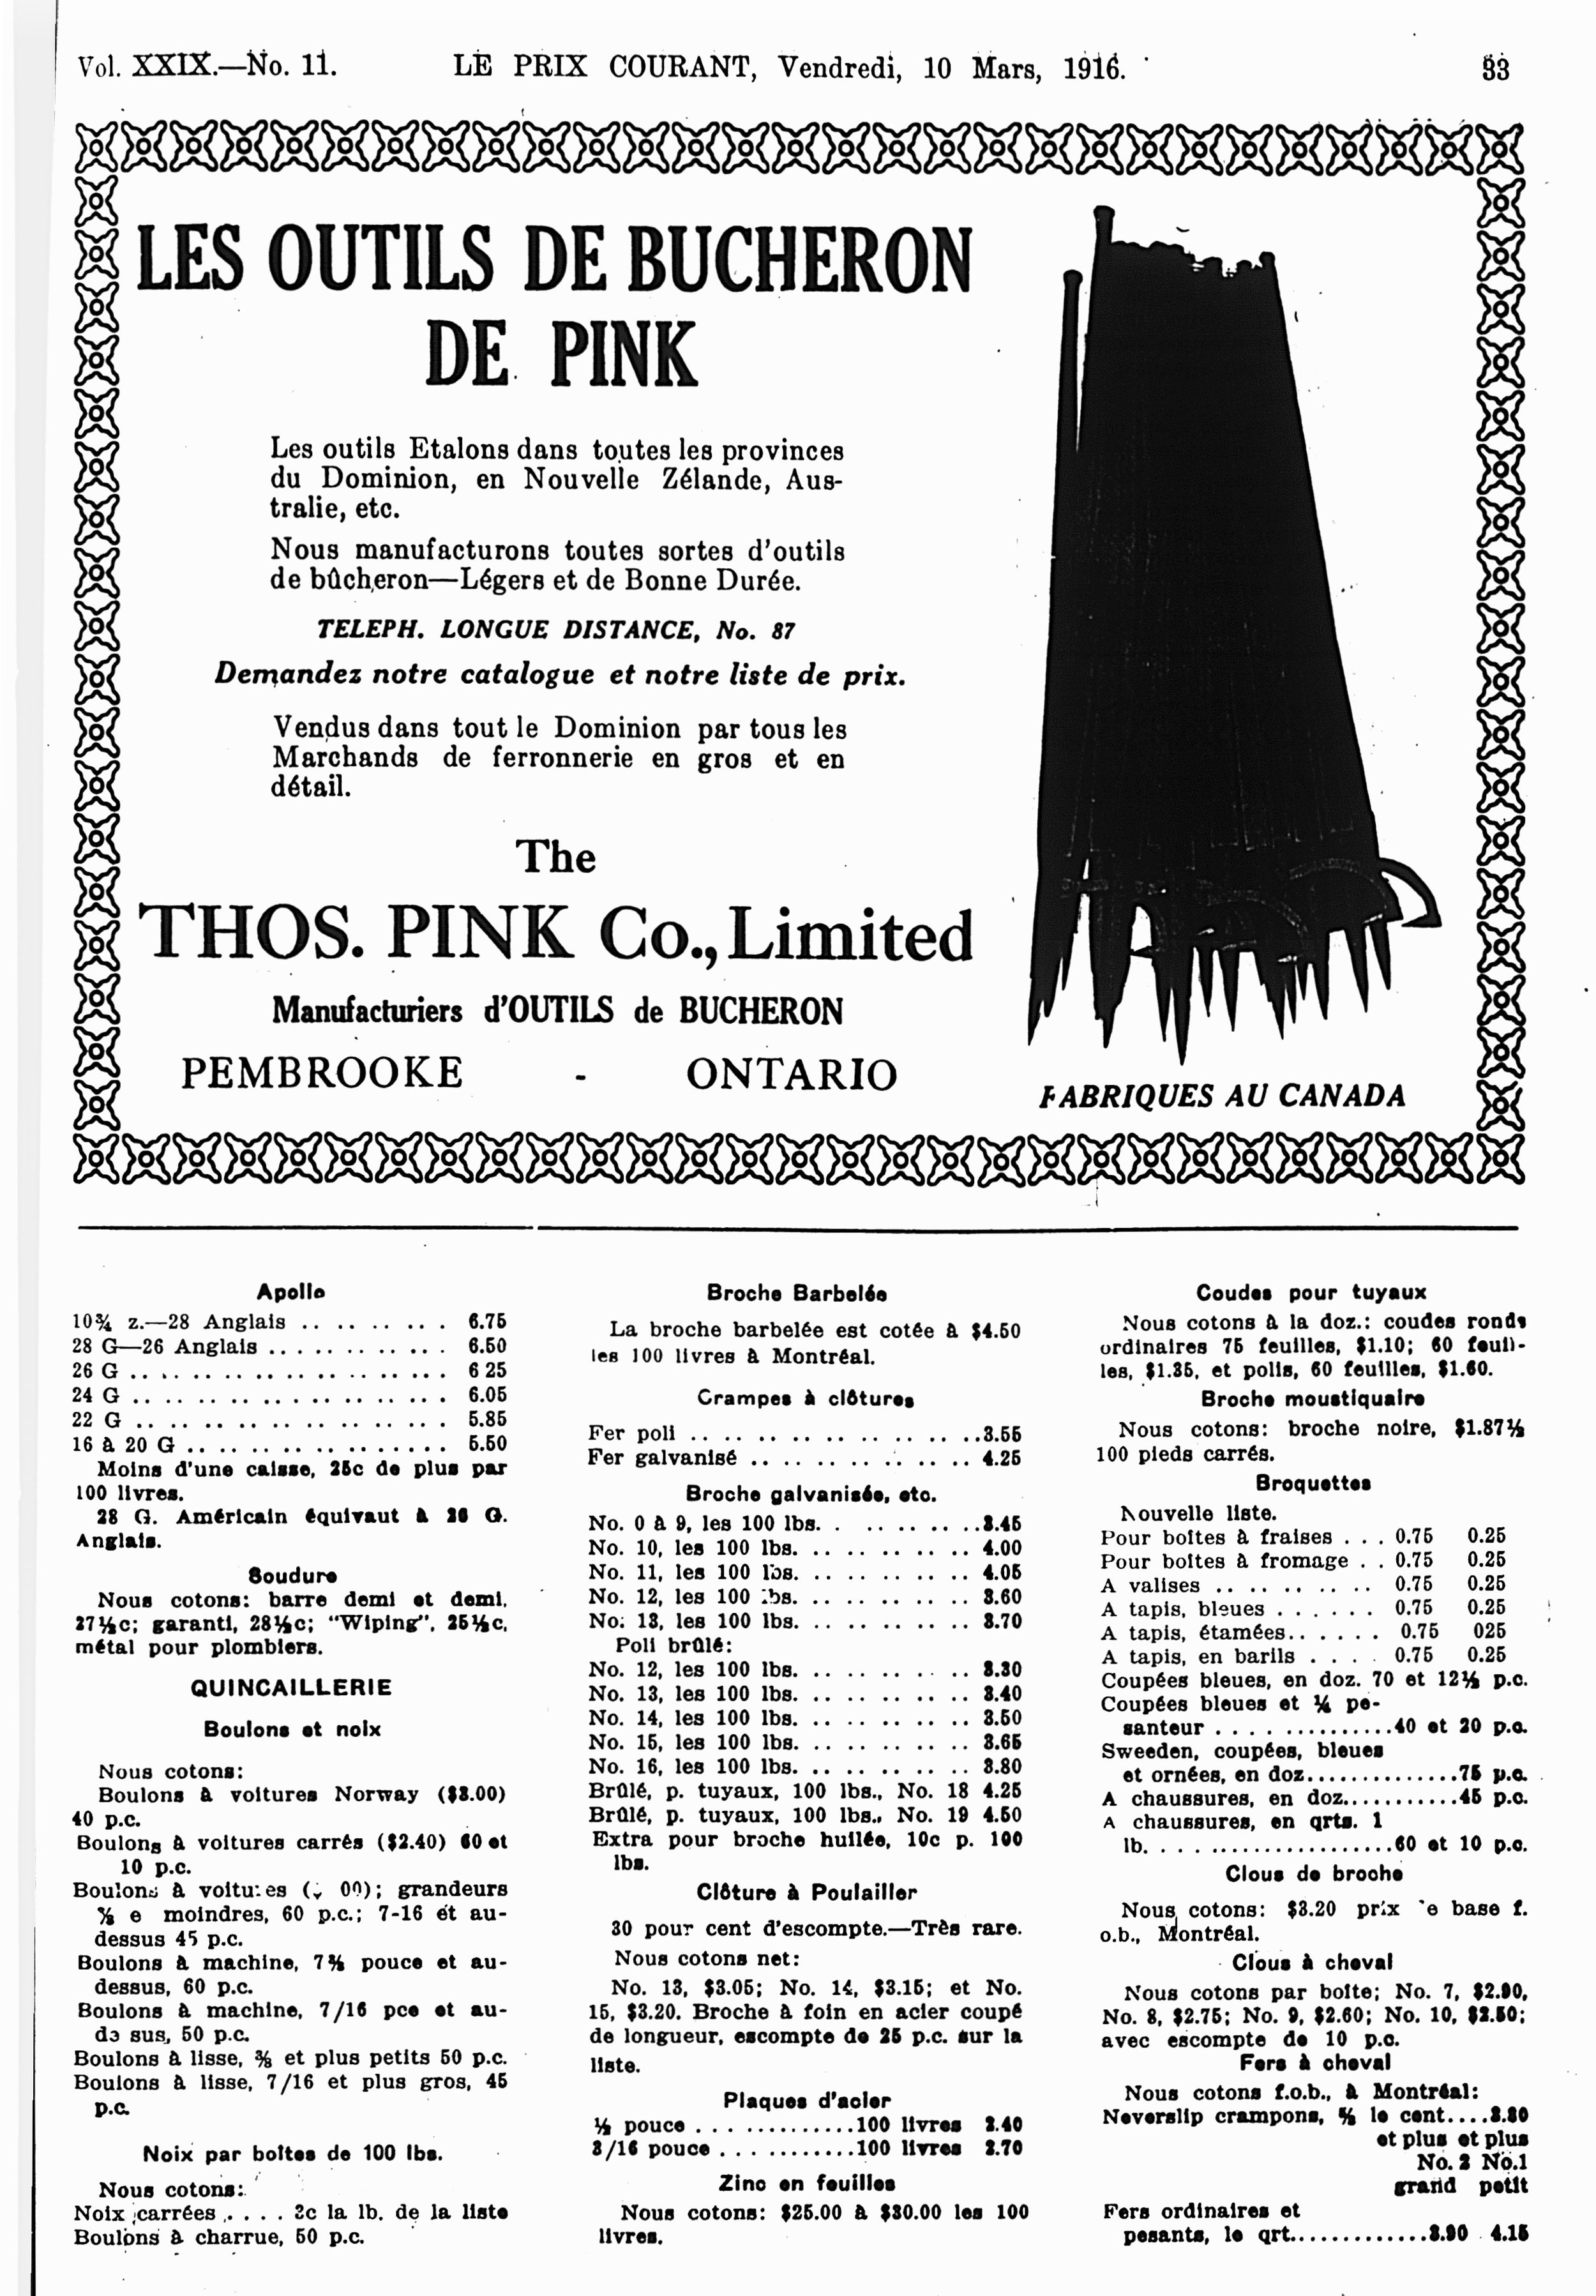 Vol. XXIX.—No. 11. LE PRIX COURANT, Vendredi, 10 Mars, 1916. 33
LES OUTILS DE BUCHERON
DE PINK
Les outils Etalons dans toutes les provinces
du Dominion, en Nouvelle Zélande, Aus-
tralie, etc.
Nous manufacturons toutes sortes d'outils
de bûcheron—Légers et de Bonne Durée.
TELEPH. LONGUE DISTANCE, No. 87
Demandez notre catalogue et notre liste de prix.
Vendus dans tout le Dominion par tous les
Marchands de ferronnerie en gros et en
détail.
The
THOS. PINK Co., Limited
Manufacturiers d'OUTILS de BUCHERON
PEMBROOKE - ONTARIO
FABRIQUES AU CANADA
Apollo
10¾ z.—28 Anglais .. .. .. .. . 6.75
28 G—26 Anglais .. .. .. .. .. . 6.50
26 G .. .. .. .. .. .. .. .. .. . 6 25
24 G .. .. .. .. .. .. .. .. .. . 6.05
22 G .. .. .. .. .. .. .. .. .. . 5.85
16 à 20 G .. .. .. .. .. .. .. .. 5.50
Moins d'une caisse, 25c de plus par
100 livres.
28 G. Américain équivaut à 26 G.
Anglais.
Soudure
Nous cotons: barre demi et demi,
27½c; garanti, 28½c; "Wiping", 25½c,
métal pour plombiers.
QUINCAILLERIE
Boulons et noix
Nous cotons:
Boulons à voitures Norway ($3.00)
40 p.c.
Boulons à voitures carrés ($2.40) 60 et
10 p.c.
Boulons à voitures ( 00); grandeurs
⅜ e moindres, 60 p.c.; 7-16 et au-
dessus 45 p.c.
Boulons à machine, 7⅜ pouce et au-
dessus, 60 p.c.
Boulons à machine, 7/16 pce et au-
de sus, 50 p.c.
Boulons à lisse, ⅜ et plus petits 50 p.c.
Boulons à lisse, 7/16 et plus gros, 45
p.c.
Noix par boîtes de 100 lbs.
Nous cotons:
Noix carrées . . . . 3c la lb. de la liste
Boulons à charrue, 50 p.c.
Broche Barbelée
La broche barbelée est cotée à $4.50
les 100 livres à Montréal.
Crampes à clôtures
Fer poli .. .. .. .. .. .. .. .. ..3.55
Fer galvanisé .. .. .. .. .. .. .. 4.25
Broche galvanisée, etc.
No. 0 à 9, les 100 lbs. . .. .. .. ..3.45
No. 10, les 100 lbs. .. .. .. .. .. 4.00
No. 11, les 100 lbs. .. .. .. .. .. 4.05
No. 12, les 100 lbs. .. .. .. .. .. 3.60
No. 13, les 100 lbs. .. .. .. .. .. 3.70
Poli brûlé:
No. 12, les 100 lbs. .. .. .. .. .. 3.30
No. 13, les 100 lbs. .. .. .. .. .. 3.40
No. 14, les 100 lbs. .. .. .. .. .. 3.50
No. 15, les 100 lbs. .. .. .. .. .. 3.65
No. 16, les 100 lbs. .. .. .. .. .. 3.80
Brûlé, p. tuyaux, 100 lbs., No. 18 4.25
Brûlé, p. tuyaux, 100 lbs., No. 19 4.50
Extra pour broche huilée, 10c p. 100
lbs.
Clôture à Poulailler
30 pour cent d'escompte.—Très rare.
Nous cotons net:
No. 13, $3.05; No. 14, $3.15; et No.
15, $3.20. Broche à foin en acier coupé
de longueur, escompte de 25 p.c. sur la
liste.
Plaques d'acier
½ pouce . . .............100 livres 3.40
3/16 pouce . . ..........100 livres 3.70
Zinc en feuilles
Nous cotons: $25.00 à $30.00 les 100
livres.
Coudes pour tuyaux
Nous cotons à la doz.: coudes ronds
ordinaires 75 feuilles, $1.10; 60 feuil-
les, $1.35, et polis, 60 feuilles, $1.60.
Broche moustiquaire
Nous cotons: broche noire, $1.87½
100 pieds carrés.
Broquettes
Nouvelle liste.
Pour boîtes à fraises . . . 0.75 0.25
Pour boîtes à fromage . . 0.75 0.25
A valises .. .. .. .. .. 0.75 0.25
A tapis, bleues . . . . . . 0.75 0.25
A tapis, étamées. . . . . . 0.75 025
A tapis, en barils . . . . 0.75 0.25
Coupées bleues, en doz. 70 et 12½ p.c.
Coupées bleues et ¼ pe-
santeur . . . . ...........40 et 20 p.c.
Sweeden, coupées, bleues
et ornées, en doz..............75 p.c.
A chaussures, en doz...........45 p.c.
A chaussures, en qrts. 1
lb. . . . ..................60 et 10 p.c.
Clous de broche
Nous cotons: $3.20 prix e base f.
o.b., Montréal.
Clous à cheval
Nous cotons par boîte; No. 7, $2.90,
No. 8, $2.75; No. 9, $2.60; No. 10, $2.50;
avec escompte de 10 p.c.
Fers à cheval
Nous cotons f.o.b., à Montréal:
Neverslip crampons, le cent....3.80
et plus et plus
No. 2 No.1
grand petit
Fers ordinaires et
pesants, le qrt..............3.90 4.15